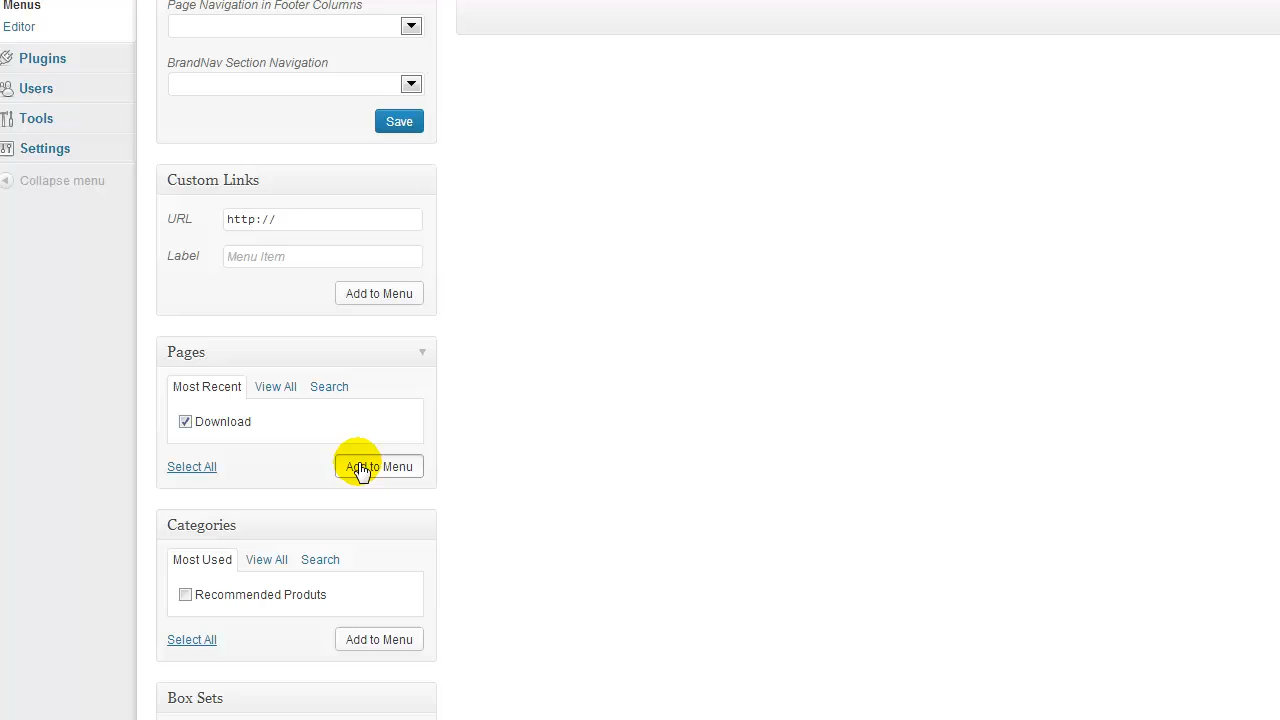 Menus
Editor
Plugins
Users
Tools
Settings
Collapse menu
Page Navigation in Footer Columns
BrandNav Section Navigation
Save
Custom Links
URL http://
Label Menu Item
Add to Menu
Pages
Most Recent View All Search
Download
Select All Add to Menu
Categories
Most Used View All Search
Recommended Produts
Select All Add to Menu
Box Sets